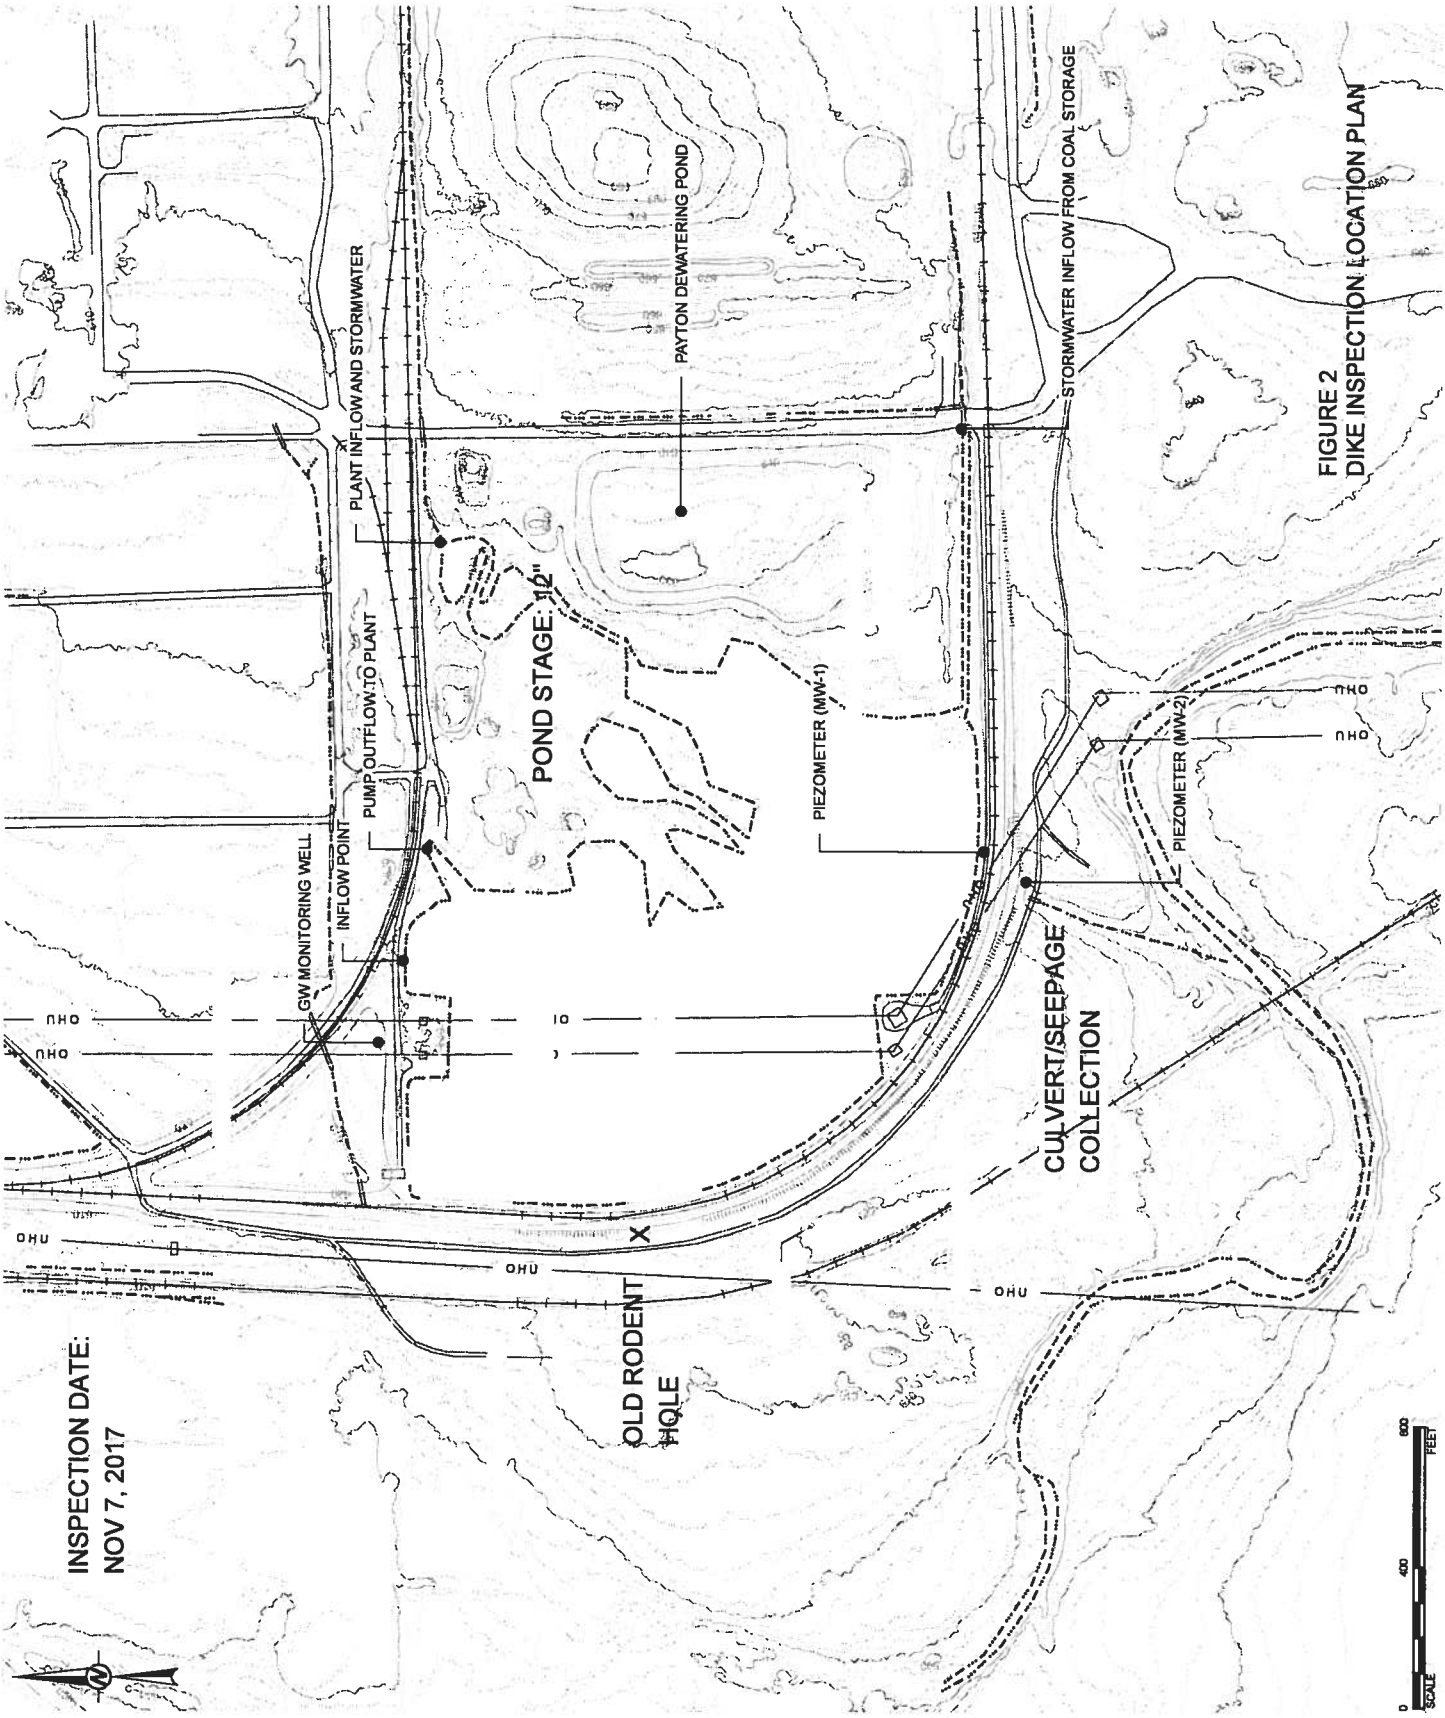 INSPECTION DATE:
NOV 7, 2017
GW MONITORING WELL
INFLOW POINT
PUMP OUTFLOW TO PLANT
PLANT INFLOW AND STORMWATER
POND STAGE: 12"
PAYTON DEWATERING POND
PIEZOMETER (MW-1)
STORMWATER INFLOW FROM COAL STORAGE
PIEZOMETER (MW-2)
CULVERT/SEEPAGE
COLLECTION
OLD RODENT
HOLE
X
OHU
OHU
OHU
OHU
OHU
OHU
OHU
N
FIGURE 2
DIKE INSPECTION LOCATION PLAN
0 400 800
SCALE FEET